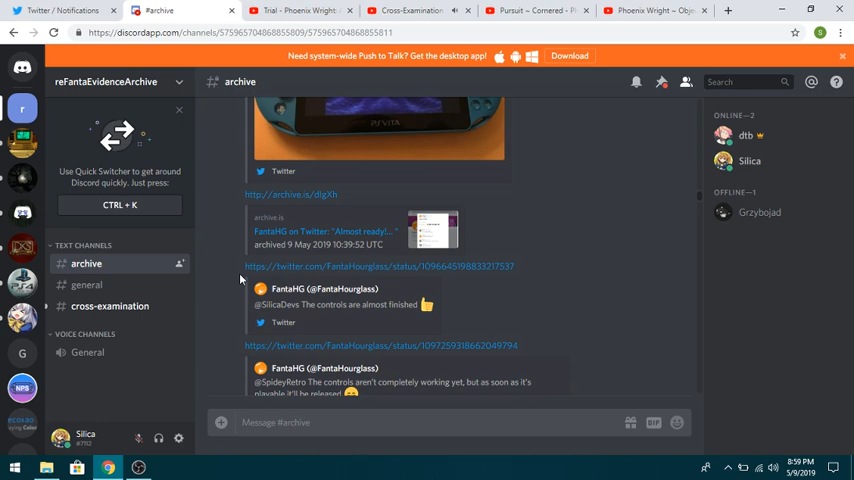 Twitter / Notifications
#archive
Trial - Phoenix Wright:
Cross-Examination
Pursuit ~ Cornered - Ph
Phoenix Wright ~ Obje
https://discordapp.com/channels/575965704868855809/575965704868855811
S
Need system-wide Push to Talk? Get the desktop app!
Download
reFantaEvidenceArchive
archive
Search
Use Quick Switcher to get around
Discord quickly. Just press:
CTRL + K
TEXT CHANNELS
archive
general
cross-examination
VOICE CHANNELS
General
r
G
NPS
ecoxao
PS VITA
Twitter
http://archive.is/dIgXh
archive.is
FantaHG on Twitter: "Almost ready!... "
archived 9 May 2019 10:39:52 UTC
https://twitter.com/FantaHourglass/status/1096645198833217537
FantaHG (@FantaHourglass)
@SilicaDevs The controls are almost finished 👍
Twitter
https://twitter.com/FantaHourglass/status/1097259318662049794
FantaHG (@FantaHourglass)
@SpideyRetro The controls aren't completely working yet, but as soon as it's
playable it'll be released 😄
Message #archive
GIF
ONLINE—2
dtb
Silica
OFFLINE—1
Grzybojad
Silica
#7112
8:59 PM
5/9/2019